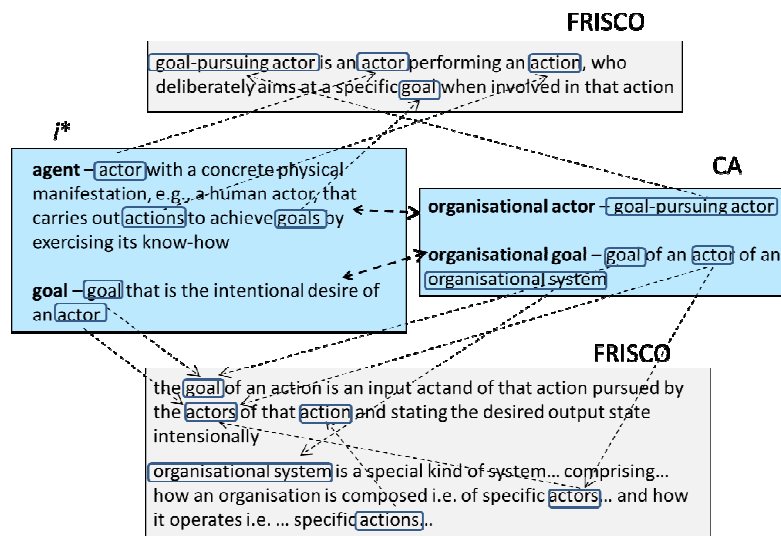 FRISCO
goal-pursuing actor is an actor performing an action, who
deliberately aims at a specific goal when involved in that action
i*
agent – actor with a concrete physical
manifestation, e.g., a human actor, that
carries out actions to achieve goals by
exercising its know-how
goal – goal that is the intentional desire of
an actor
CA
organisational actor – goal-pursuing actor
organisational goal – goal of an actor of an
organisational system
FRISCO
the goal of an action is an input actand of that action pursued by
the actors of that action and stating the desired output state
intensionally
organisational system is a special kind of system... comprising...
how an organisation is composed i.e. of specific actors... and how
it operates i.e. ... specific actions...